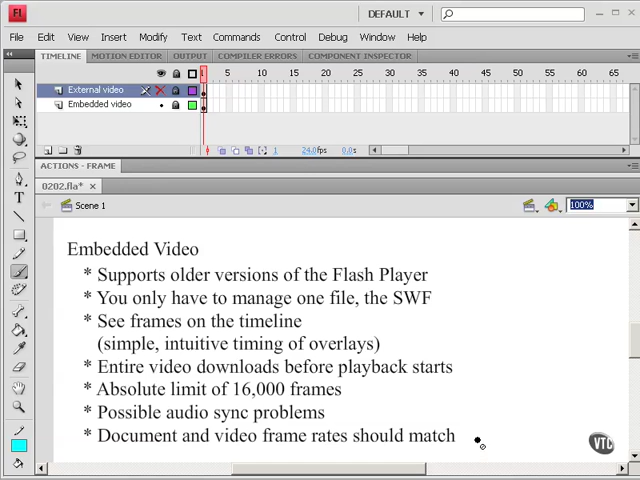 Fl
DEFAULT
File Edit View Insert Modify Text Commands Control Debug Window Help
TIMELINE MOTION EDITOR OUTPUT COMPILER ERRORS COMPONENT INSPECTOR
1 5 10 15 20 25 30 35 40 45 50 55 60 65
External video
Embedded video
1 24.0fps 0.0s
ACTIONS - FRAME
0202.fla*
Scene 1 100%
Embedded Video
* Supports older versions of the Flash Player
* You only have to manage one file, the SWF
* See frames on the timeline
(simple, intuitive timing of overlays)
* Entire video downloads before playback starts
* Absolute limit of 16,000 frames
* Possible audio sync problems
* Document and video frame rates should match
VTC